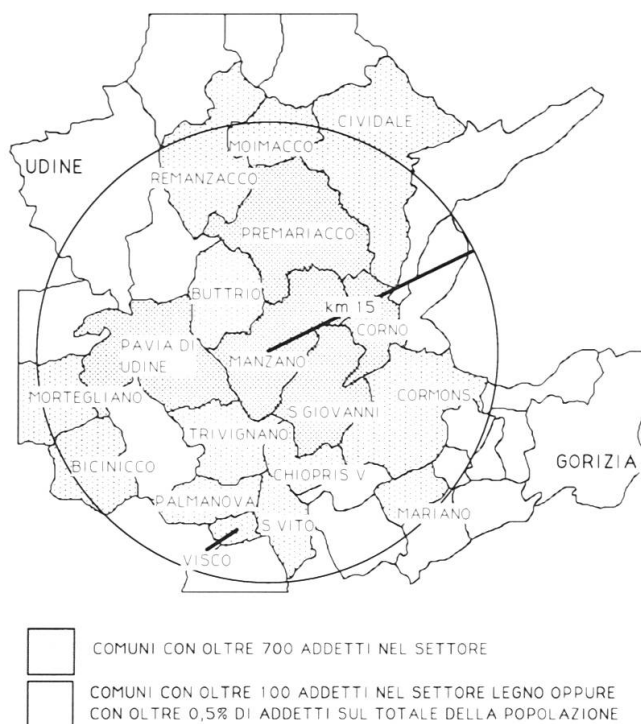 CIVIDALE
MOIMACCO
UDINE
REMANZACCO
PREMARIACCO
BUTTRIO
km 15
CORNO
PAVIA DI
UDINE
MANZANO
MORTEGLIANO
CORMONS
S GIOVANNI
TRIVIGNANO
BICINICCO
CHIOPRIS V
GORIZIA
PALMANOVA
MARIANO
S VITO
VISCO
COMUNI CON OLTRE 700 ADDETTI NEL SETTORE
COMUNI CON OLTRE 100 ADDETTI NEL SETTORE LEGNO OPPURE
CON OLTRE 0,5% DI ADDETTI SUL TOTALE DELLA POPOLAZIONE